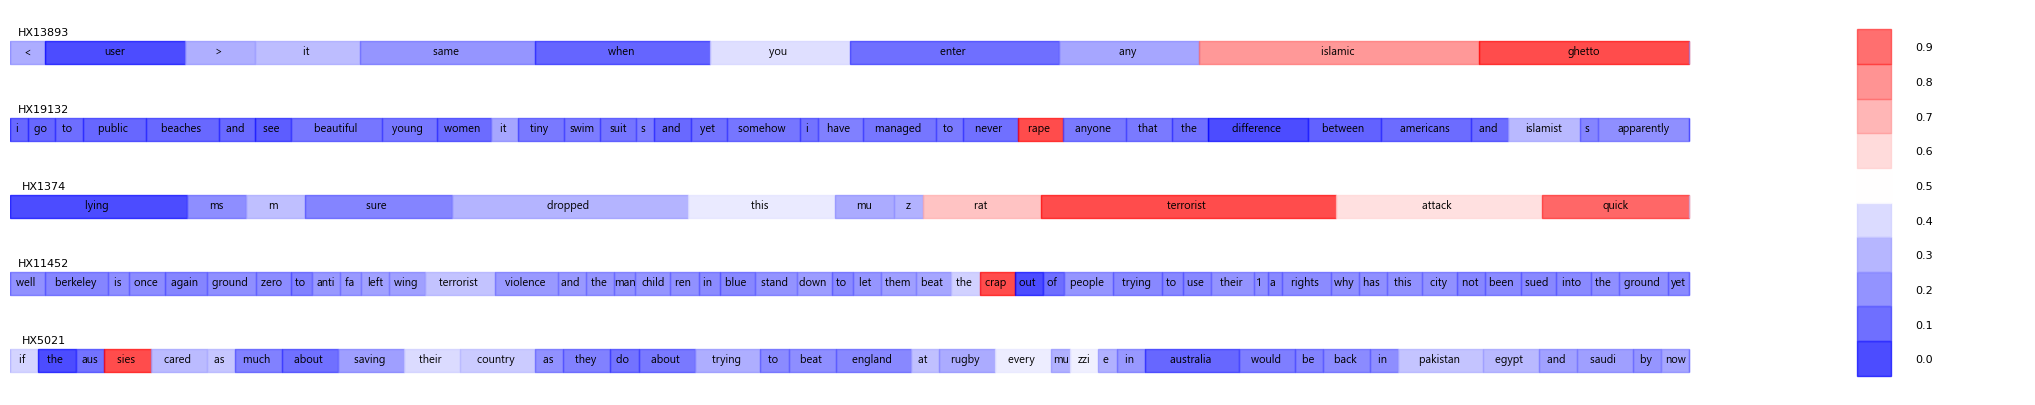 HX13893
< user > it same when you enter any islamic ghetto
HX19132
i go to public beaches and see beautiful young women it tiny swim suit s and yet somehow i have managed to never rape anyone that the difference between americans and islamist s apparently
HX1374
lying ms m sure dropped this mu z rat terrorist attack quick
HX11452
well berkeley is once again ground zero to anti fa left wing terrorist violence and the man child ren in blue stand down to let them beat the crap out of people trying to use their 1 a rights why has this city not been sued into the ground yet
HX5021
if the aus sies cared as much about saving their country as they do about trying to beat england at rugby every mu zzi e in australia would be back in pakistan egypt and saudi by now
0.9
0.8
0.7
0.6
0.5
0.4
0.3
0.2
0.1
0.0